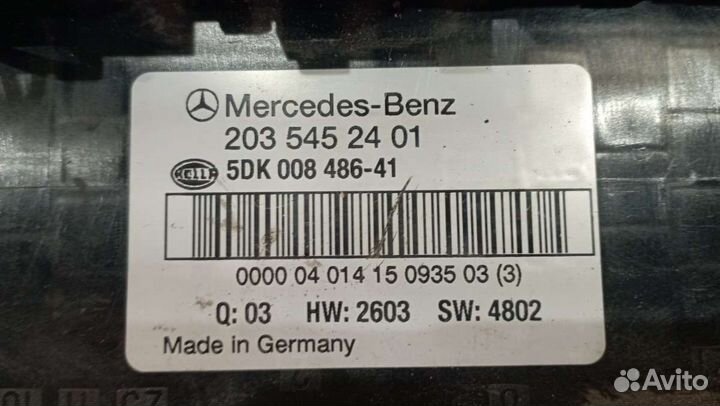 Mercedes-Benz
203 545 24 01
HELLA 5DK 008 486-41
0000 04 014 15 0935 03 (3)
Q: 03 HW: 2603 SW: 4802
Made in Germany
Avito